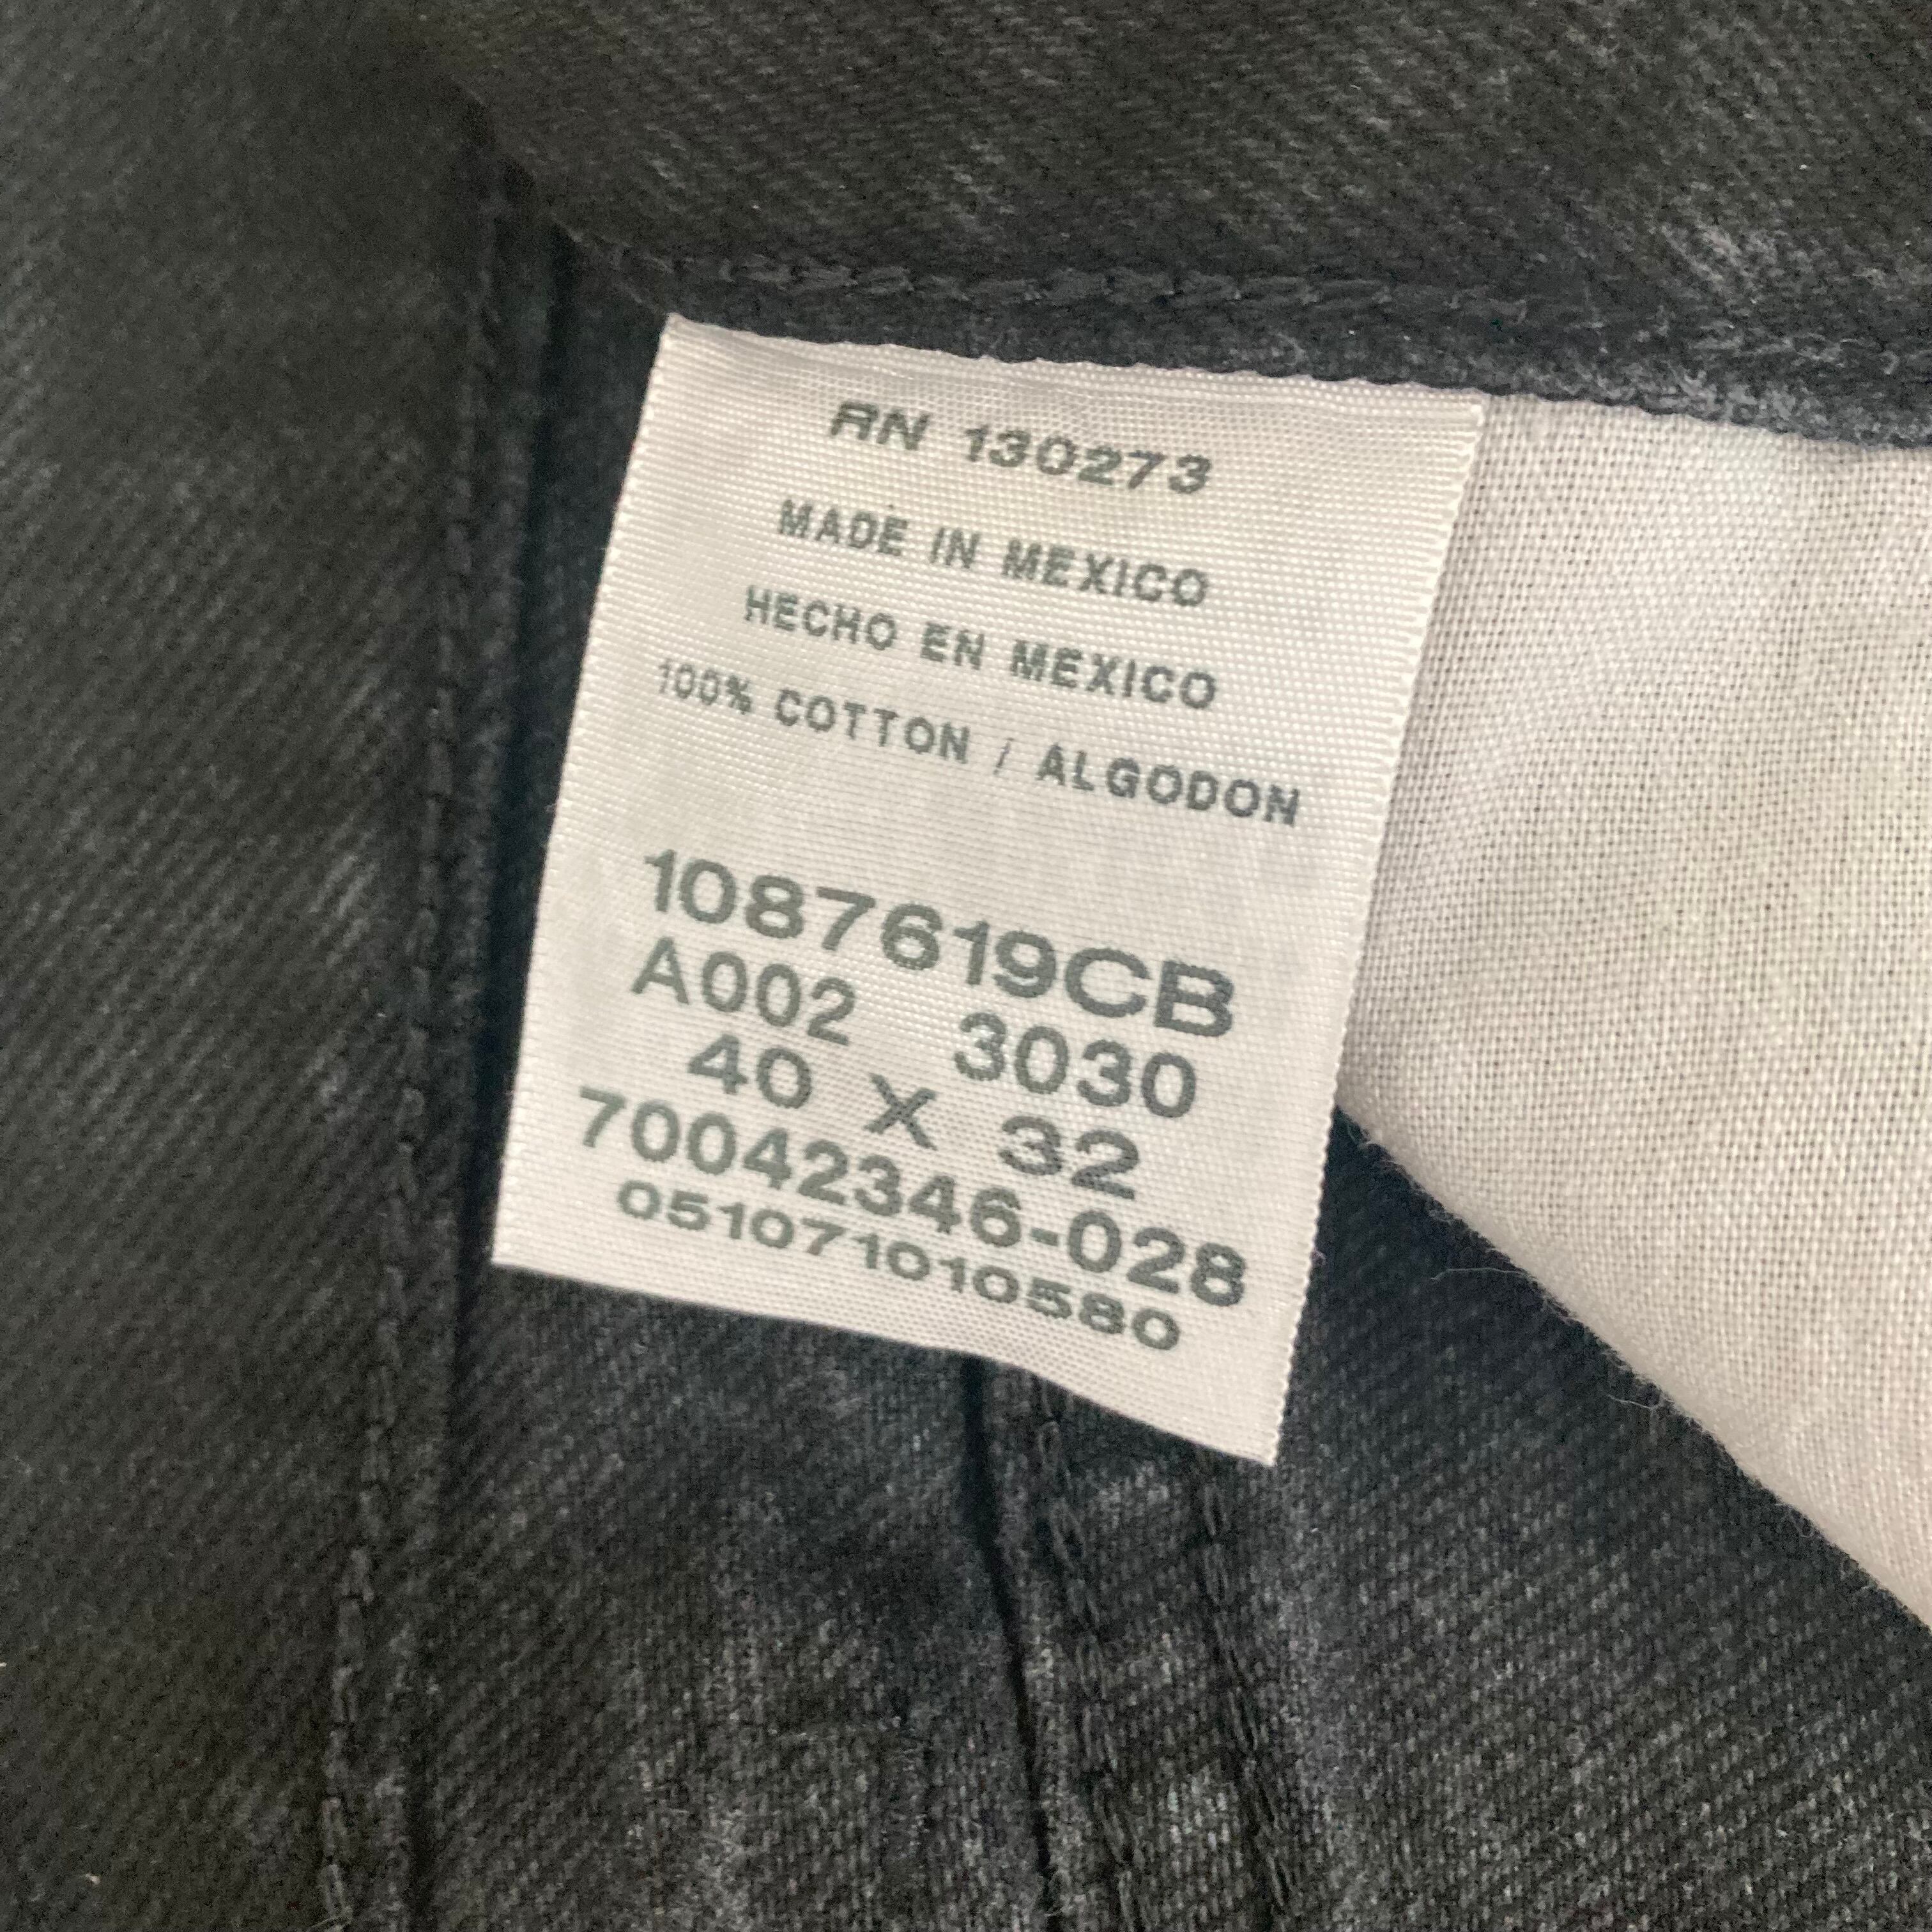 RN 130273
MADE IN MEXICO
HECHO EN MEXICO
100% COTTON / ALGODON
1087619CB
A002 3030
40 X 32
70042346-028
051071010580